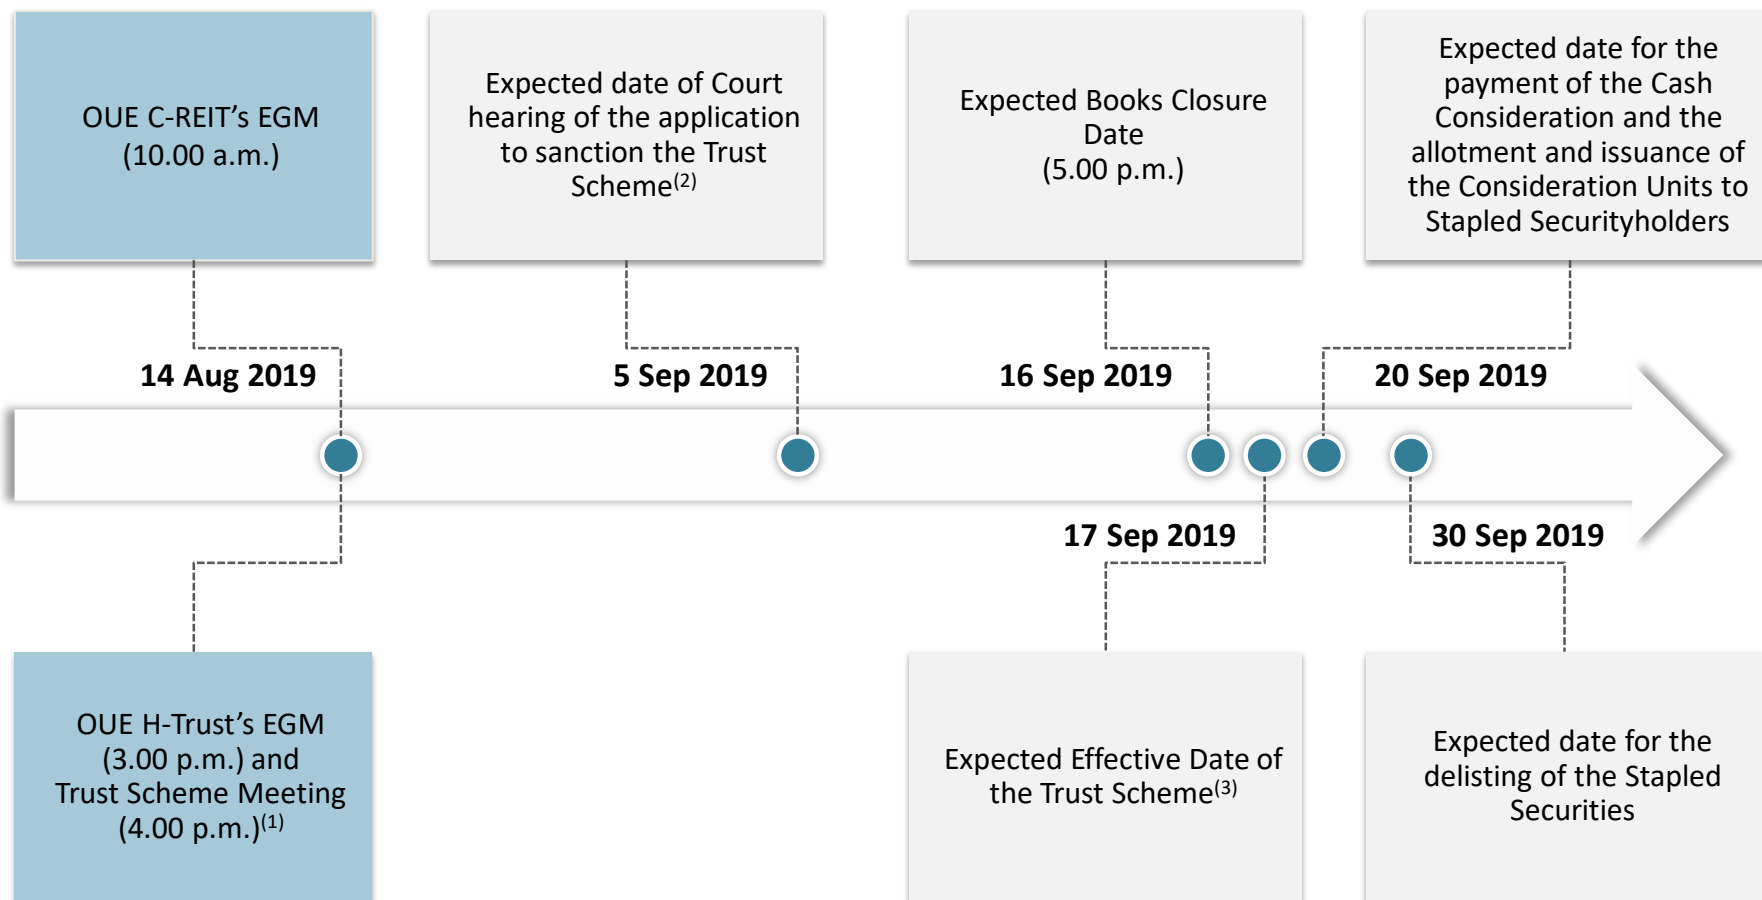 OUE C-REIT’s EGM
(10.00 a.m.)
Expected date of Court
hearing of the application
to sanction the Trust
Scheme(2)
Expected Books Closure
Date
(5.00 p.m.)
Expected date for the
payment of the Cash
Consideration and the
allotment and issuance of
the Consideration Units to
Stapled Securityholders
14 Aug 2019
5 Sep 2019
16 Sep 2019
20 Sep 2019
17 Sep 2019
30 Sep 2019
OUE H-Trust’s EGM
(3.00 p.m.) and
Trust Scheme Meeting
(4.00 p.m.)(1)
Expected Effective Date of
the Trust Scheme(3)
Expected date for the
delisting of the Stapled
Securities